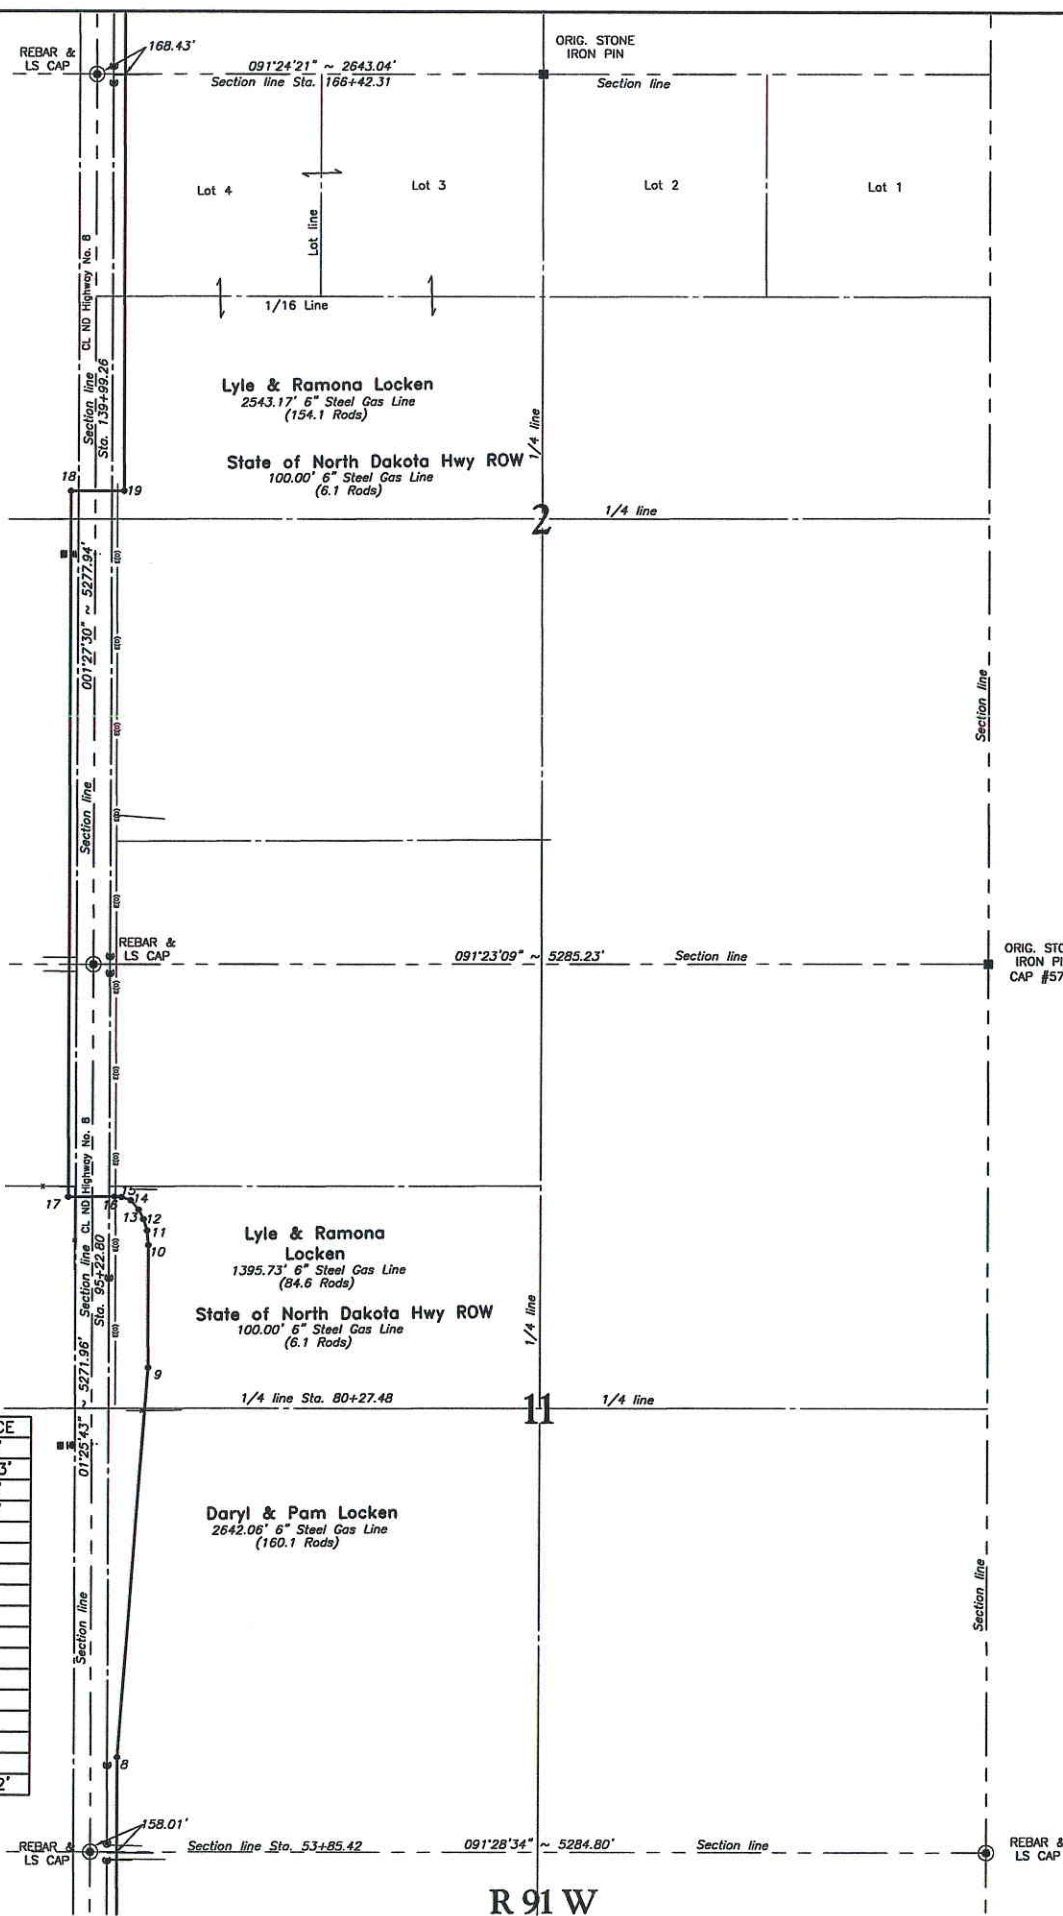 REBAR &
LS CAP
168.43'
091°24'21" ~ 2643.04'
Section line Sta. 166+42.31
ORIG. STONE
IRON PIN
Section line
Lot 4
Lot line
Lot 3
Lot 2
Lot 1
1/16 Line
CL ND Highway No. 8
Section line
Sta. 139+99.26
Lyle & Ramona Locken
2543.17' 6" Steel Gas Line
(154.1 Rods)
1/4 line
State of North Dakota Hwy ROW
100.00' 6" Steel Gas Line
(6.1 Rods)
18
19
2
1/4 line
001°27'30" ~ 5277.94'
Section line
Section line
REBAR &
LS CAP
091°23'09" ~ 5285.23'
Section line
ORIG. STO
IRON PI
CAP #57
CL ND Highway No. 8
17
16
15
14
13
12
11
10
Section line
Sta. 95+22.80
Lyle & Ramona
Locken
1395.73' 6" Steel Gas Line
(84.6 Rods)
State of North Dakota Hwy ROW
100.00' 6" Steel Gas Line
(6.1 Rods)
1/4 line
9
1/4 line Sta. 80+27.48
11
1/4 line
CE
3'
01°25'43" ~ 5271.96'
Daryl & Pam Locken
2642.06' 6" Steel Gas Line
(160.1 Rods)
Section line
Section line
8
2'
158.01'
REBAR &
LS CAP
Section line Sta. 53+85.42
091°28'34" ~ 5284.80'
Section line
REBAR &
LS CAP
R 91 W